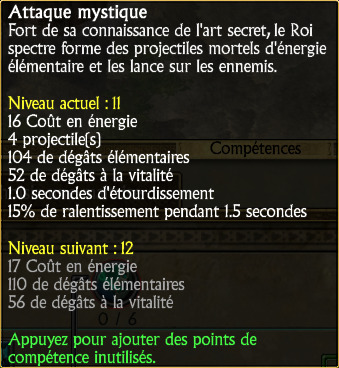 Attaque mystique
Fort de sa connaissance de l'art secret, le Roi
spectre forme des projectiles mortels d'énergie
élémentaire et les lance sur les ennemis.
Niveau actuel : 11
16 Coût en énergie
4 projectile(s)
104 de dégâts élémentaires
Compétences
52 de dégâts à la vitalité
1.0 secondes d'étourdissement
15% de ralentissement pendant 1.5 secondes
Niveau suivant : 12
17 Coût en énergie
110 de dégâts élémentaires
56 de dégâts à la vitalité
0 / 6
Appuyez pour ajouter des points de
compétence inutilisés.